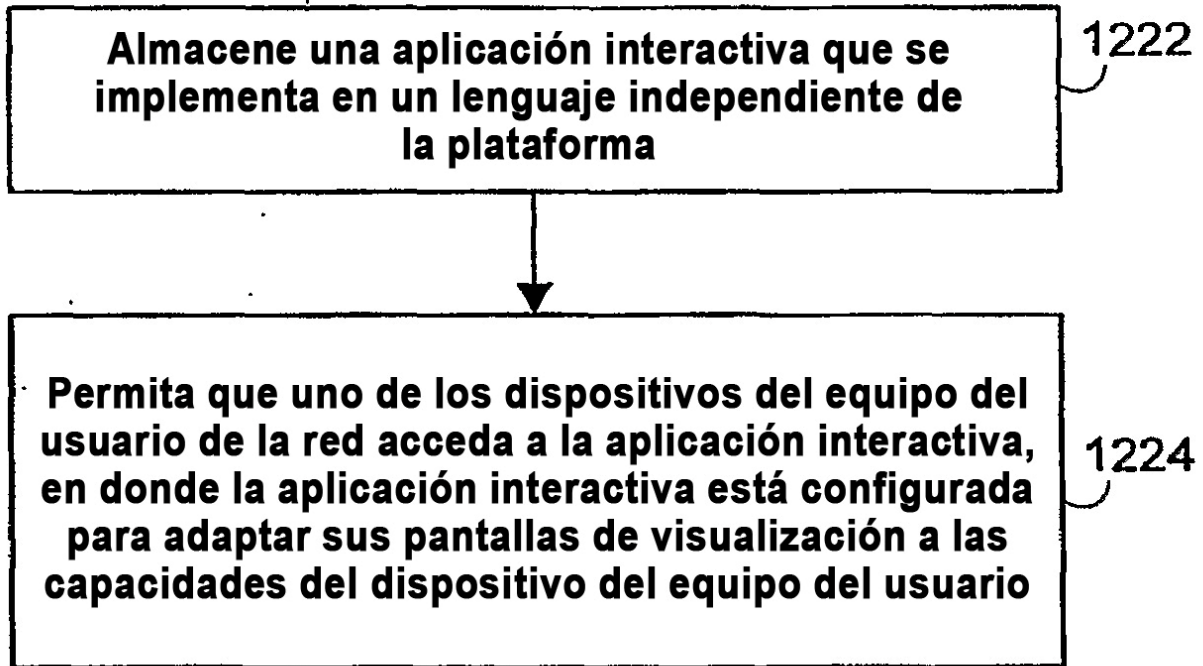 Almacene una aplicación interactiva que se
implementa en un lenguaje independiente de
la plataforma
1222
Permita que uno de los dispositivos del equipo del
usuario de la red acceda a la aplicación interactiva,
en donde la aplicación interactiva está configurada
para adaptar sus pantallas de visualización a las
capacidades del dispositivo del equipo del usuario
1224